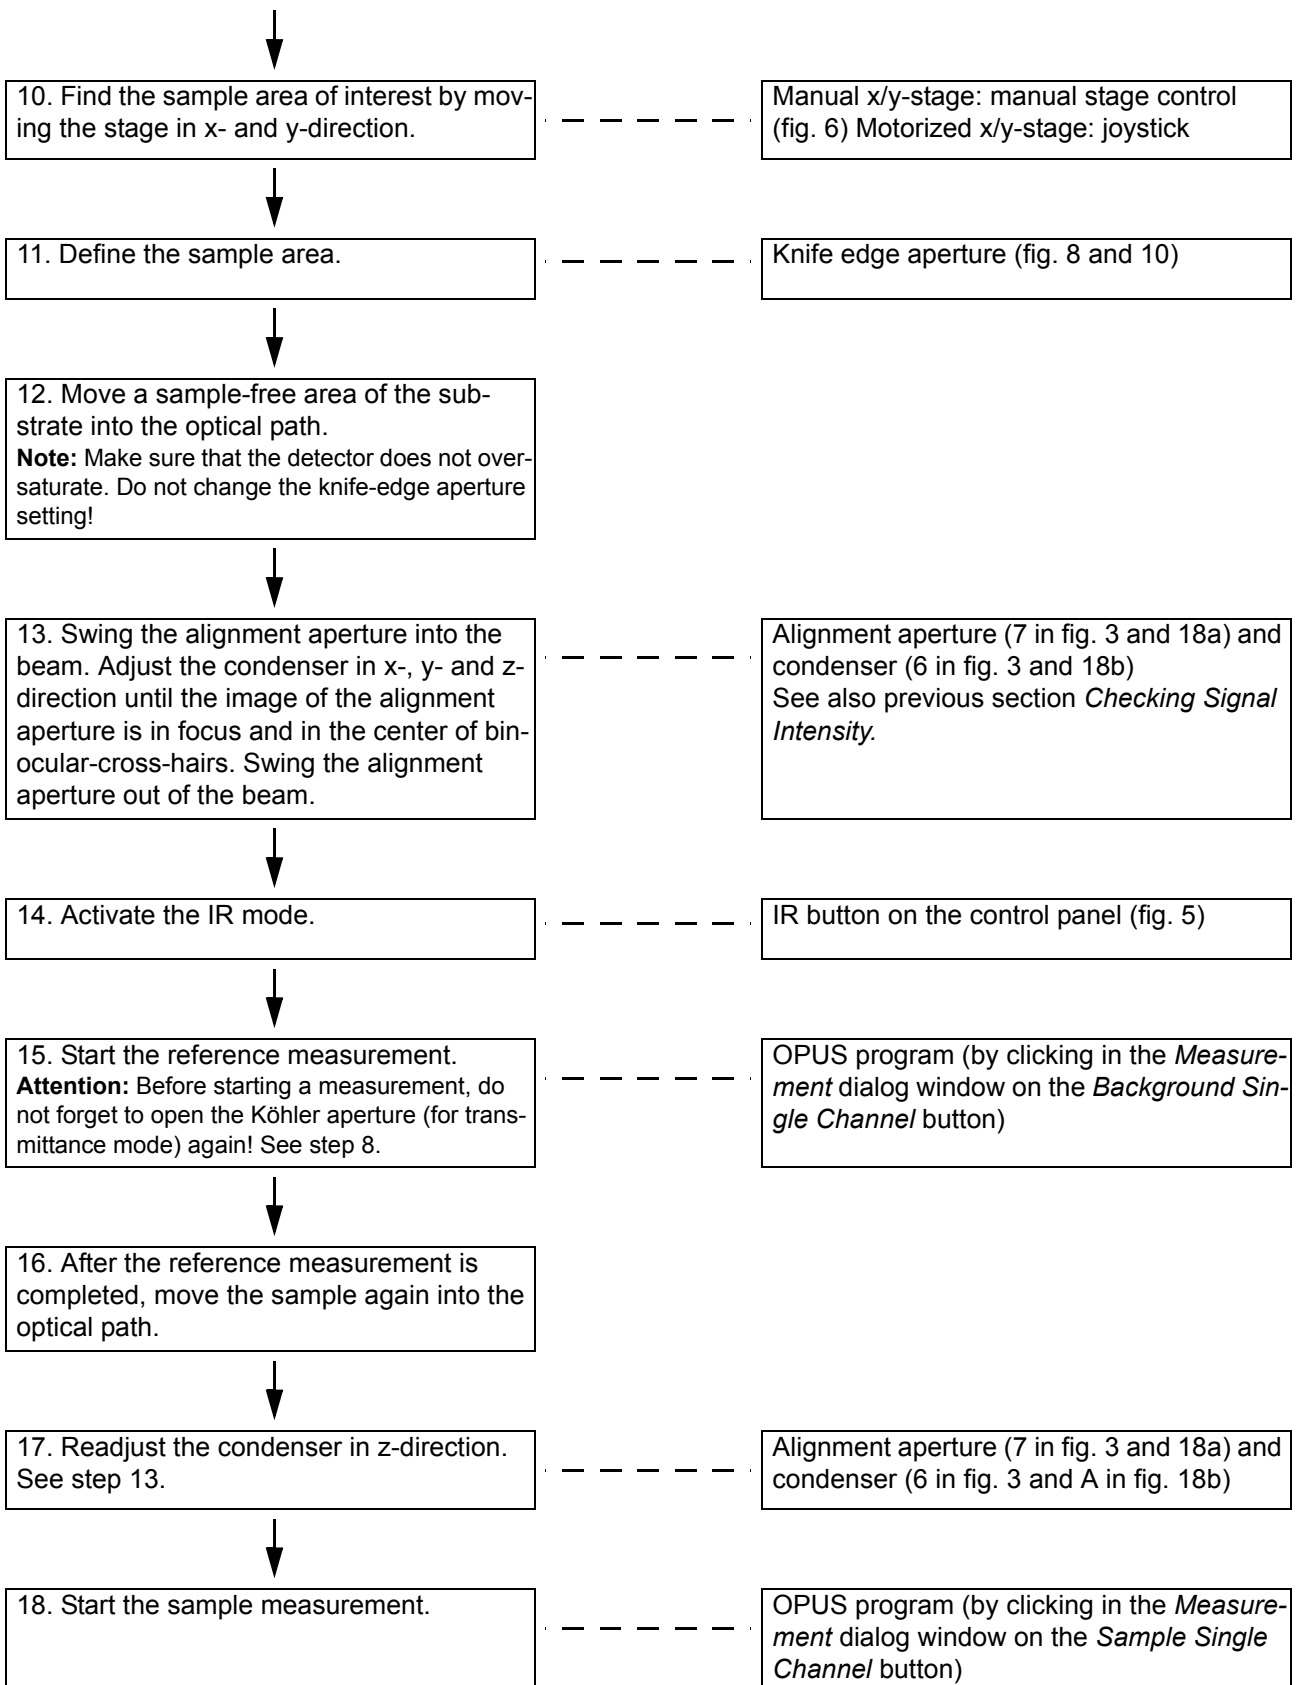 10. Find the sample area of interest by mov-
ing the stage in x- and y-direction.
Manual x/y-stage: manual stage control
(fig. 6) Motorized x/y-stage: joystick
11. Define the sample area.
Knife edge aperture (fig. 8 and 10)
12. Move a sample-free area of the sub-
strate into the optical path.
Note: Make sure that the detector does not over-
saturate. Do not change the knife-edge aperture
setting!
13. Swing the alignment aperture into the
beam. Adjust the condenser in x-, y- and z-
direction until the image of the alignment
aperture is in focus and in the center of bin-
ocular-cross-hairs. Swing the alignment
aperture out of the beam.
Alignment aperture (7 in fig. 3 and 18a) and
condenser (6 in fig. 3 and 18b)
See also previous section Checking Signal
Intensity.
14. Activate the IR mode.
IR button on the control panel (fig. 5)
15. Start the reference measurement.
Attention: Before starting a measurement, do
not forget to open the Köhler aperture (for trans-
mittance mode) again! See step 8.
OPUS program (by clicking in the Measure-
ment dialog window on the Background Sin-
gle Channel button)
16. After the reference measurement is
completed, move the sample again into the
optical path.
17. Readjust the condenser in z-direction.
See step 13.
Alignment aperture (7 in fig. 3 and 18a) and
condenser (6 in fig. 3 and A in fig. 18b)
18. Start the sample measurement.
OPUS program (by clicking in the Measure-
ment dialog window on the Sample Single
Channel button)